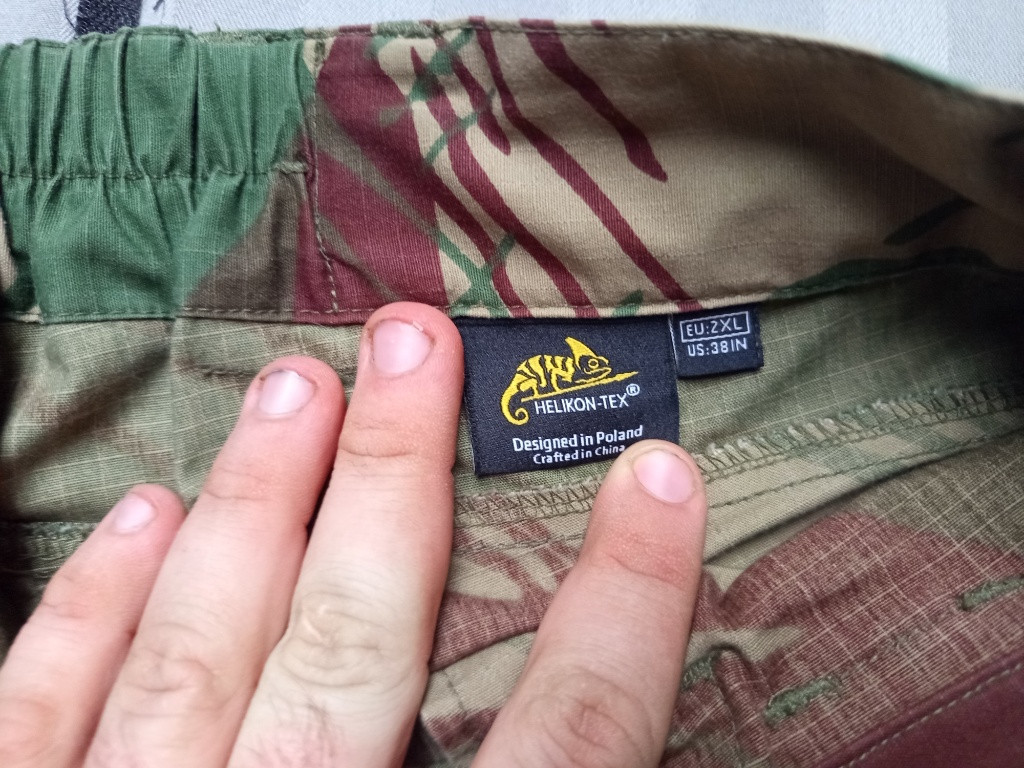 HELIKON-TEX®
Designed in Poland
Crafted in China
EU:2XL
US:38IN